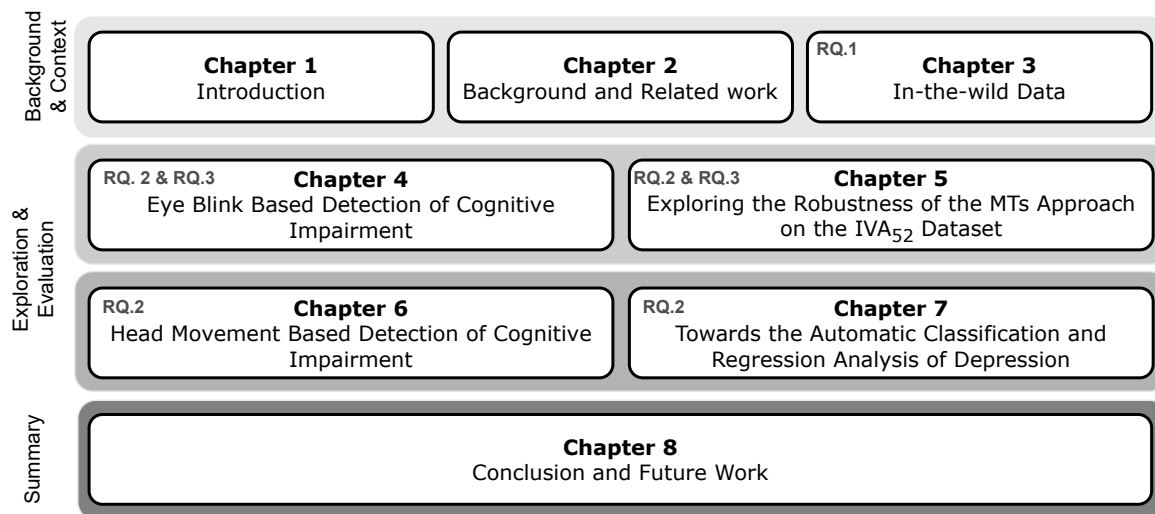 Background
& Context
Chapter 1
Introduction
Chapter 2
Background and Related work
RQ.1
Chapter 3
In-the-wild Data
Exploration &
Evaluation
RQ. 2 & RQ.3
Chapter 4
Eye Blink Based Detection of Cognitive
Impairment
RQ.2 & RQ.3
Chapter 5
Exploring the Robustness of the MTs Approach
on the IVA52 Dataset
RQ.2
Chapter 6
Head Movement Based Detection of Cognitive
Impairment
RQ.2
Chapter 7
Towards the Automatic Classification and
Regression Analysis of Depression
Summary
Chapter 8
Conclusion and Future Work